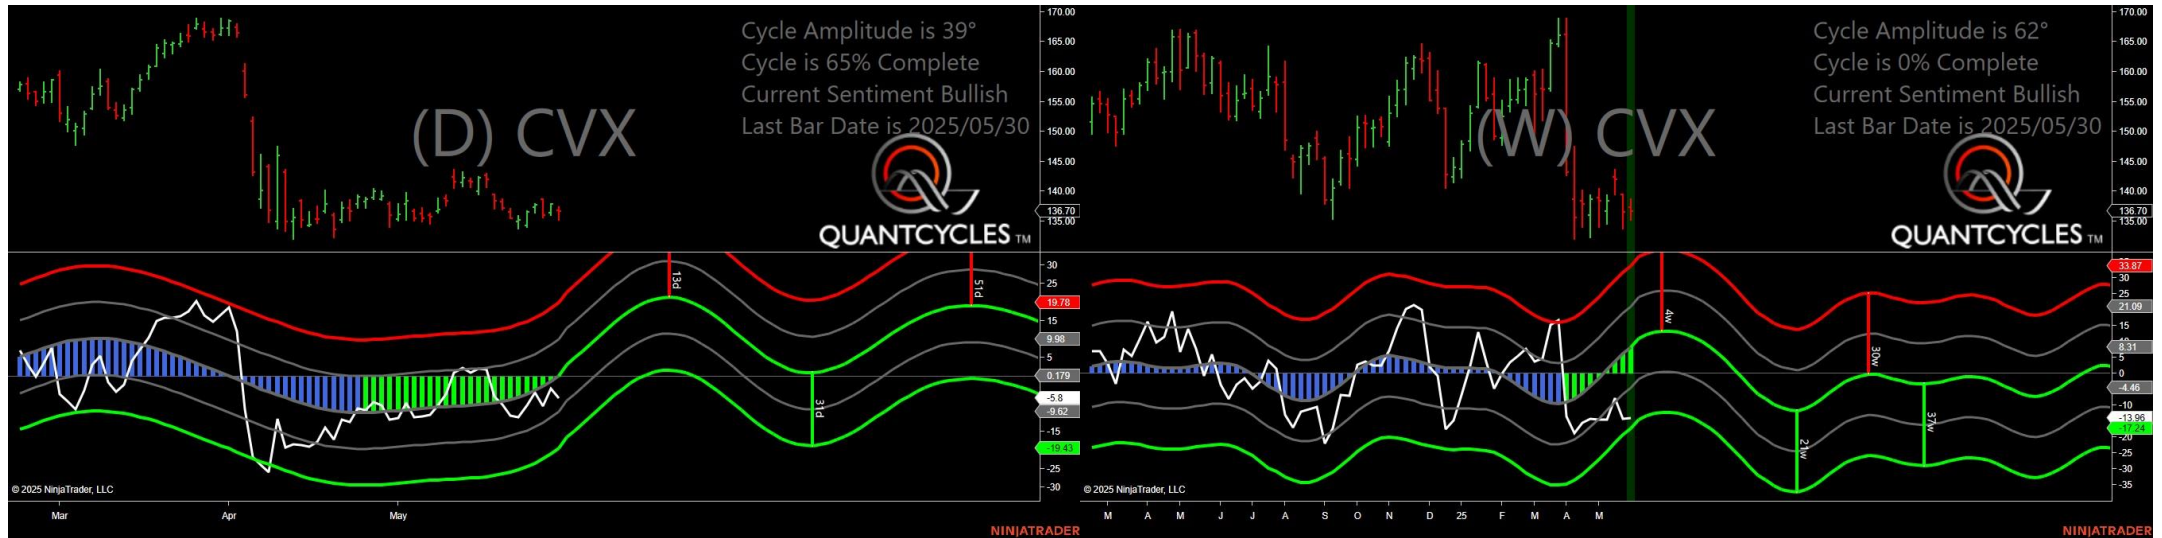 Cycle Amplitude is 39°
Cycle is 65% Complete
Current Sentiment Bullish
Last Bar Date is 2025/05/30
(D) CVX
QUANTCYCLES TM
170.00
165.00
160.00
155.00
150.00
145.00
140.00
136.70
135.00
13d
31d
51d
30
25
19.78
15
9.98
5
0.179
-5.8
-9.62
-15
-19.43
-25
-30
© 2025 NinjaTrader, LLC
Mar
Apr
May
NINJATRADER
Cycle Amplitude is 62°
Cycle is 0% Complete
Current Sentiment Bullish
Last Bar Date is 2025/05/30
(W) CVX
QUANTCYCLES TM
170.00
165.00
160.00
155.00
150.00
145.00
140.00
136.70
135.00
4w
21w
30w
37w
33.87
30
25
21.09
15
8.31
5
0
-4.46
-10
-13.96
-17.24
-20
-25
-30
-35
© 2025 NinjaTrader, LLC
M A M J J A S O N D 25 F M A M
NINJATRADER